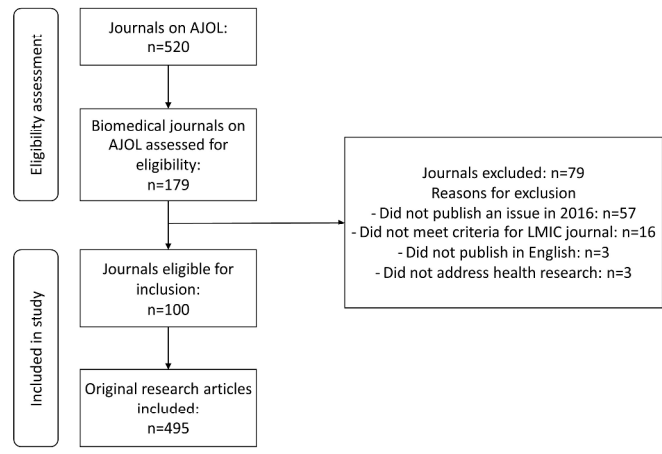 Eligibility assessment
Journals on AJOL:
n=520
Biomedical journals on
AJOL assessed for
eligibility:
n=179
Journals excluded: n=79
Reasons for exclusion
- Did not publish an issue in 2016: n=57
- Did not meet criteria for LMIC journal: n=16
- Did not publish in English: n=3
- Did not address health research: n=3
Included in study
Journals eligible for
inclusion:
n=100
Original research articles
included:
n=495